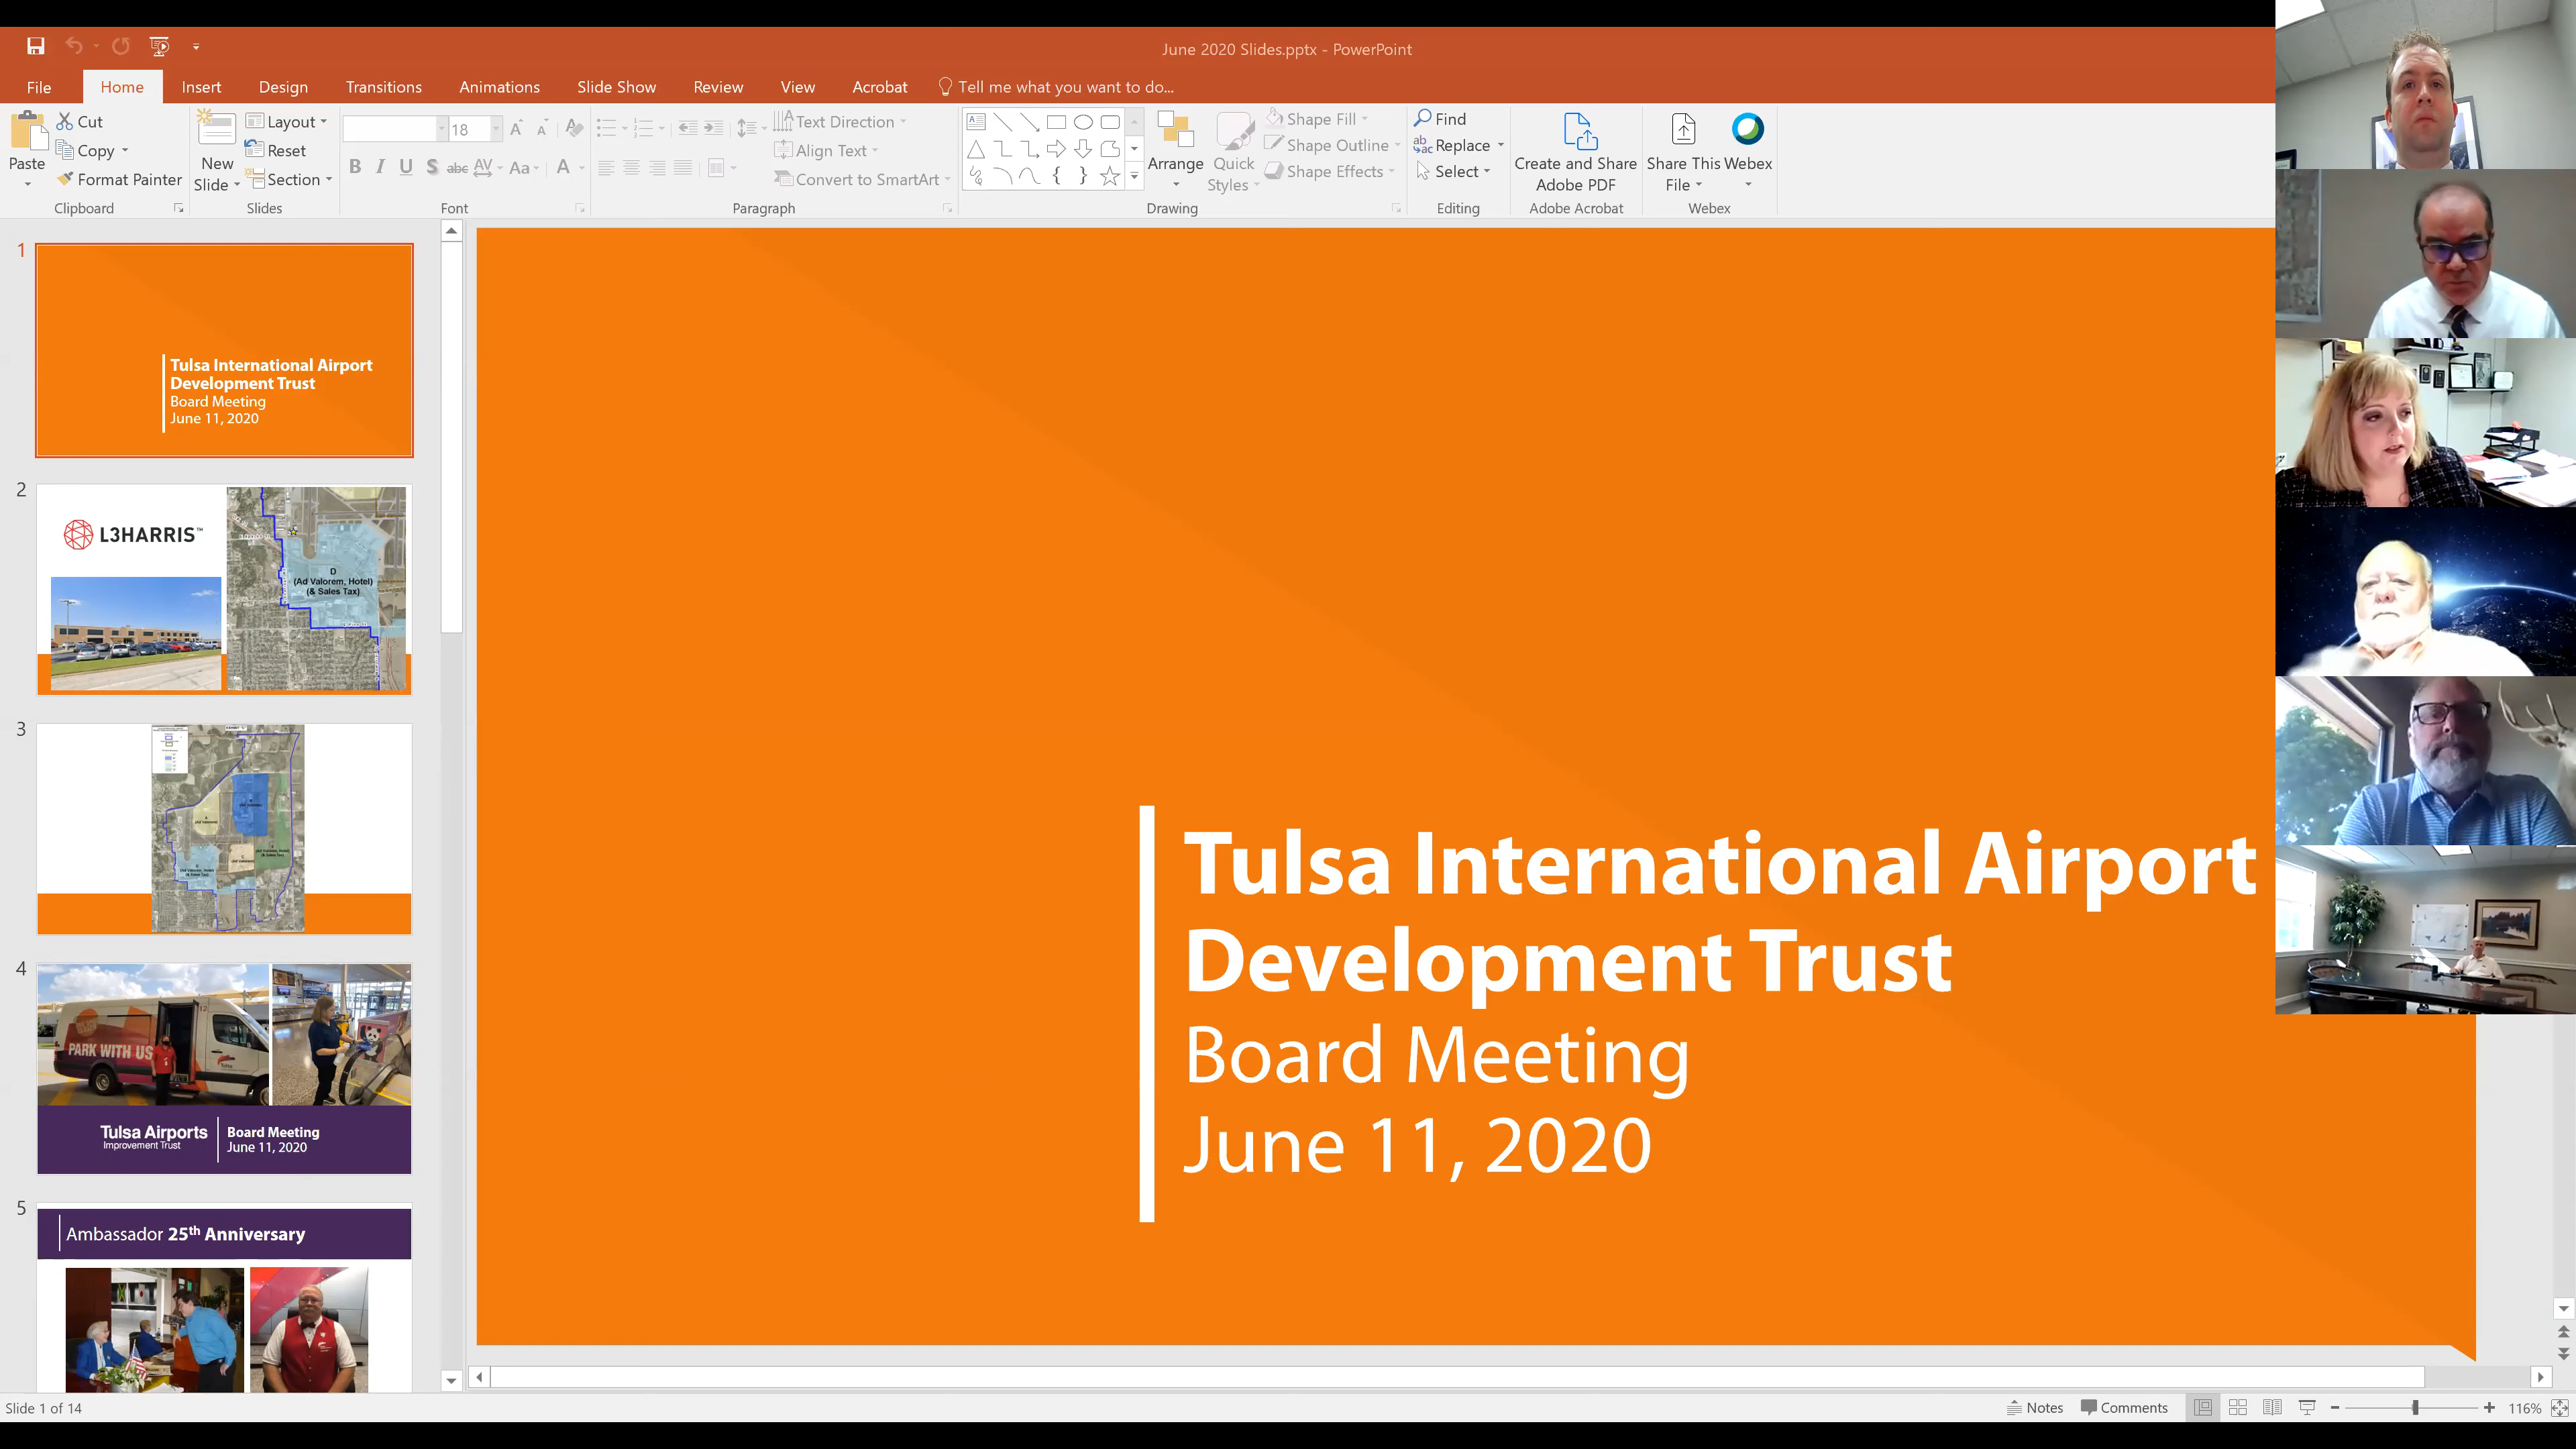 June 2020 Slides.pptx - PowerPoint
File Home Insert Design Transitions Animations Slide Show Review View Acrobat Tell me what you want to do...
Paste
Cut
Copy
Format Painter
Clipboard
New
Slide
Layout
Reset
Section
Slides
18
B I U S abc AV Aa A
Font
Text Direction
Align Text
Convert to SmartArt
Paragraph
Arrange
Quick
Styles
Shape Fill
Shape Outline
Shape Effects
Drawing
Find
Replace
Select
Editing
Create and Share
Adobe PDF
Adobe Acrobat
Share This
File
Webex
Webex
1
Tulsa International Airport
Development Trust
Board Meeting
June 11, 2020
2
L3HARRIS™
D
(Ad Valorem, Hotel)
(& Sales Tax)
3
4
PARK WITH US
12
Tulsa Airports
Improvement Trust
Board Meeting
June 11, 2020
5
Ambassador 25th Anniversary
Tulsa International Airport
Development Trust
Board Meeting
June 11, 2020
Slide 1 of 14
Notes Comments 116%